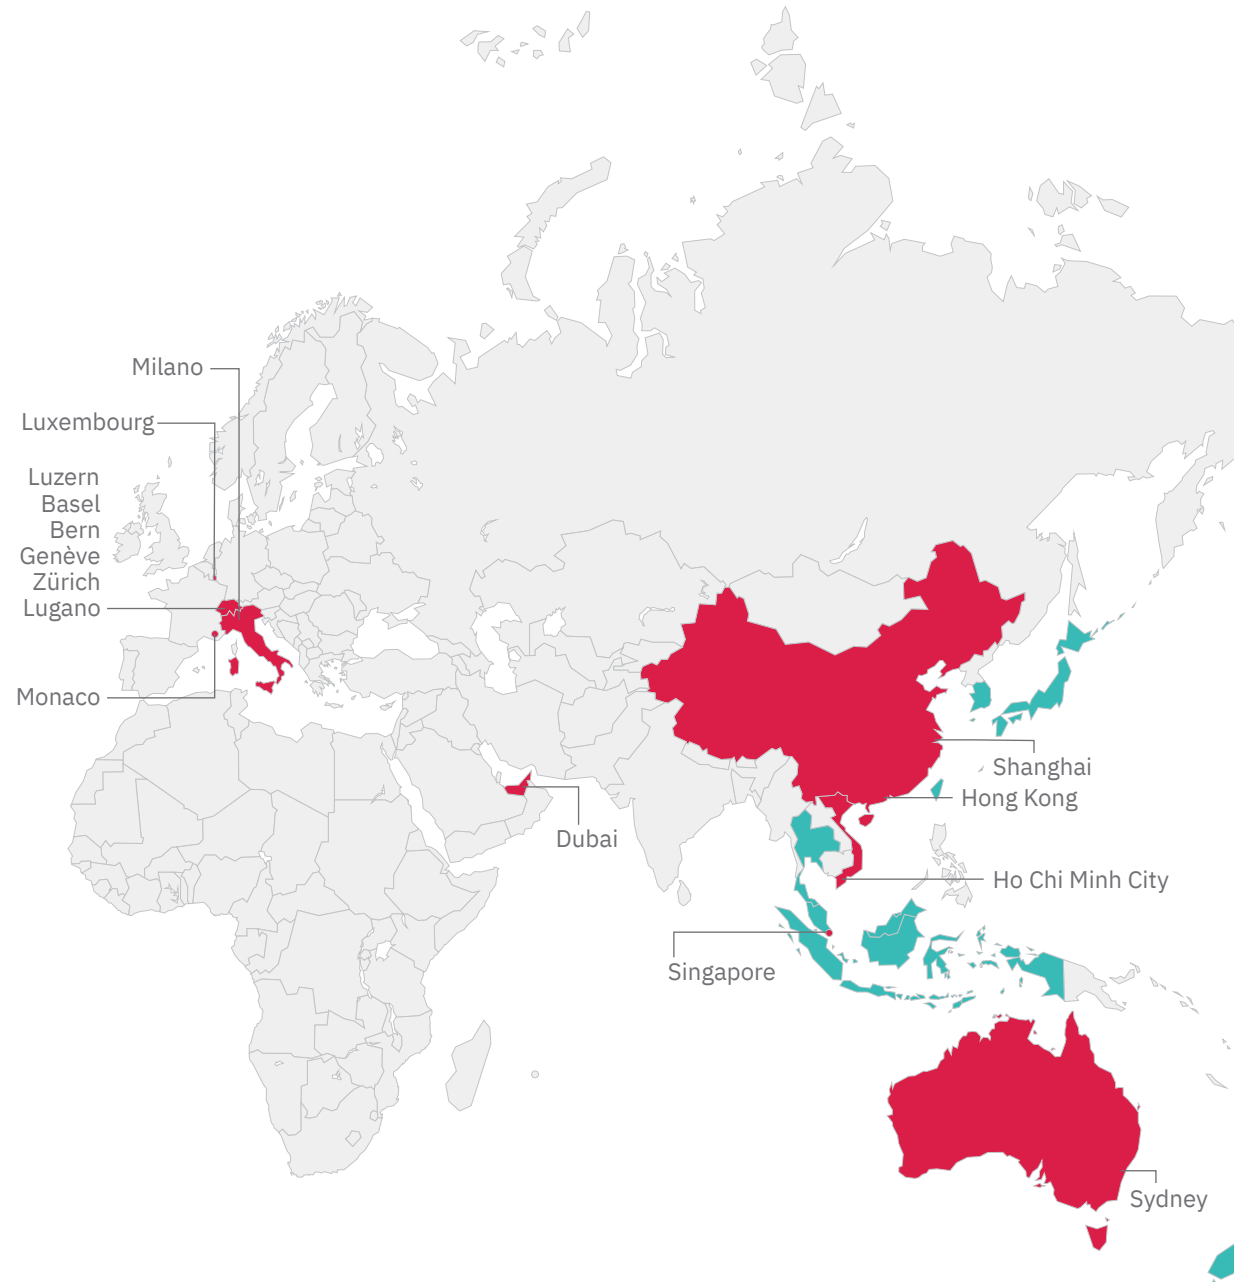 Milano
Luxembourg
Luzern
Basel
Bern
Genève
Zürich
Lugano
Monaco
Shanghai
Hong Kong
Dubai
Ho Chi Minh City
Singapore
Sydney